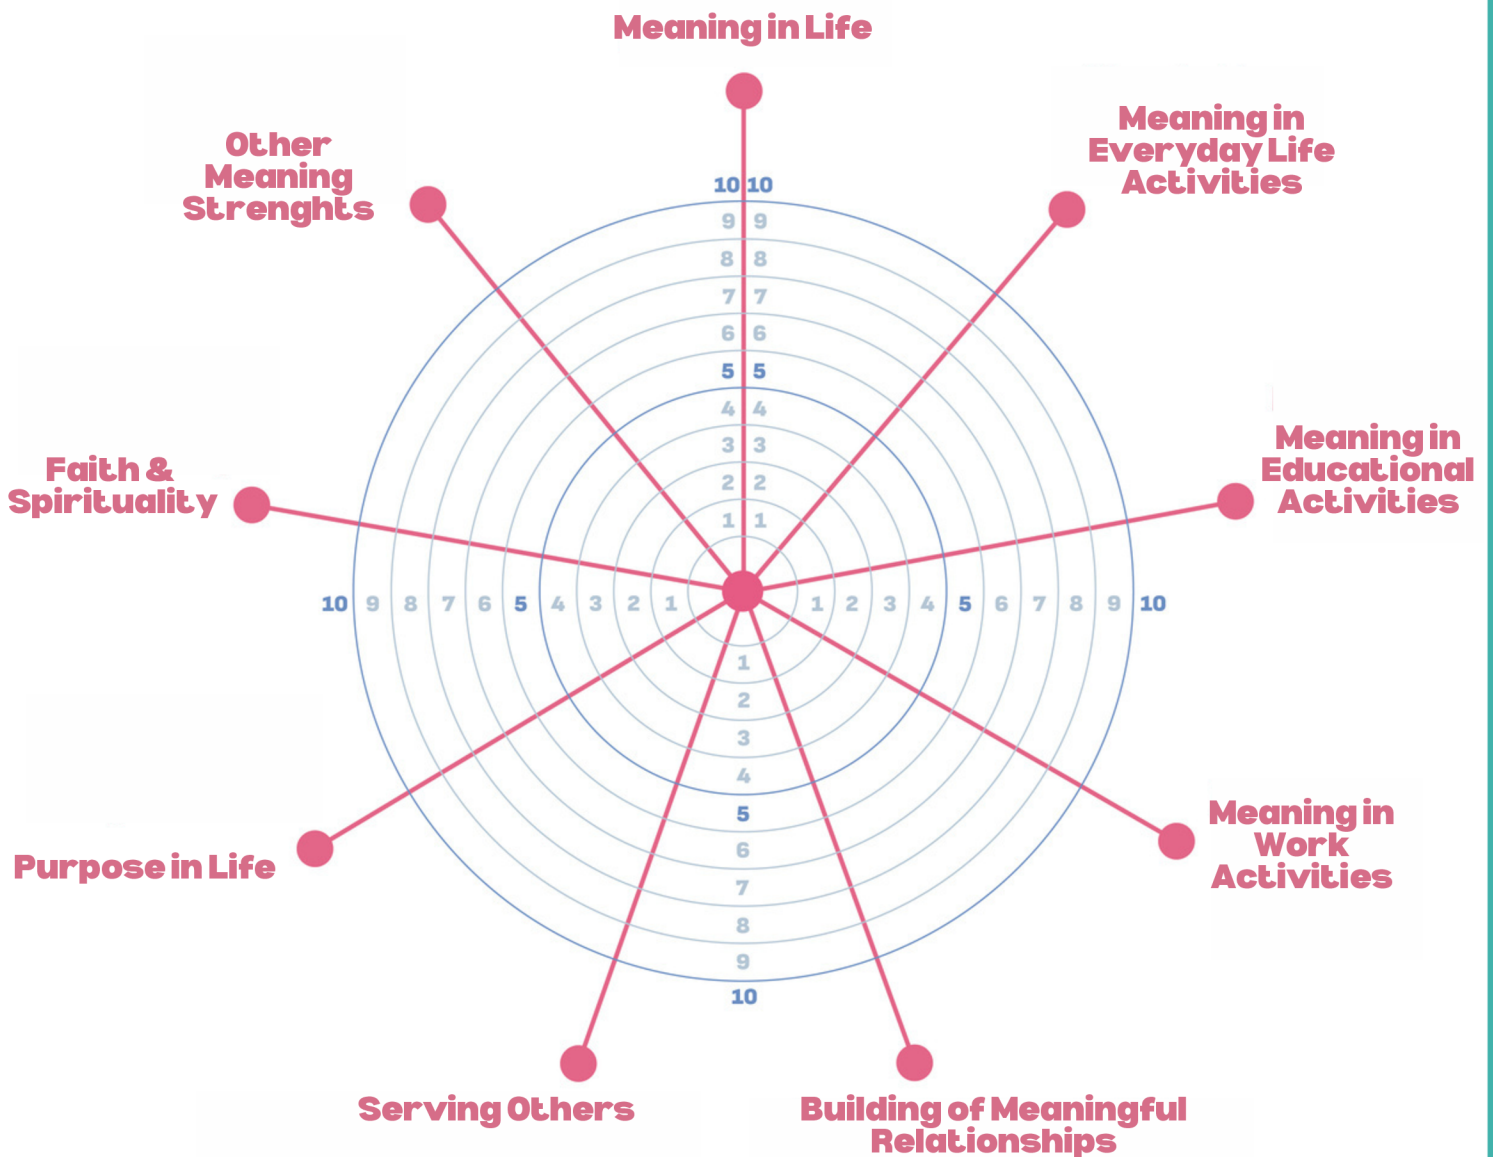 Meaning in Life
Meaning in
Everyday Life
Activities
Other
Meaning
Strenghts
10 10
9 9
8 8
7 7
6 6
5 5
4 4
3 3
2 2
1 1
Meaning in
Educational
Activities
Faith &
Spirituality
10 9 8 7 6 5 4 3 2 1 1 2 3 4 5 6 7 8 9 10
1
2
3
4
5
6
7
8
9
10
Meaning in
Work
Activities
Purpose in Life
Serving Others
Building of Meaningful
Relationships